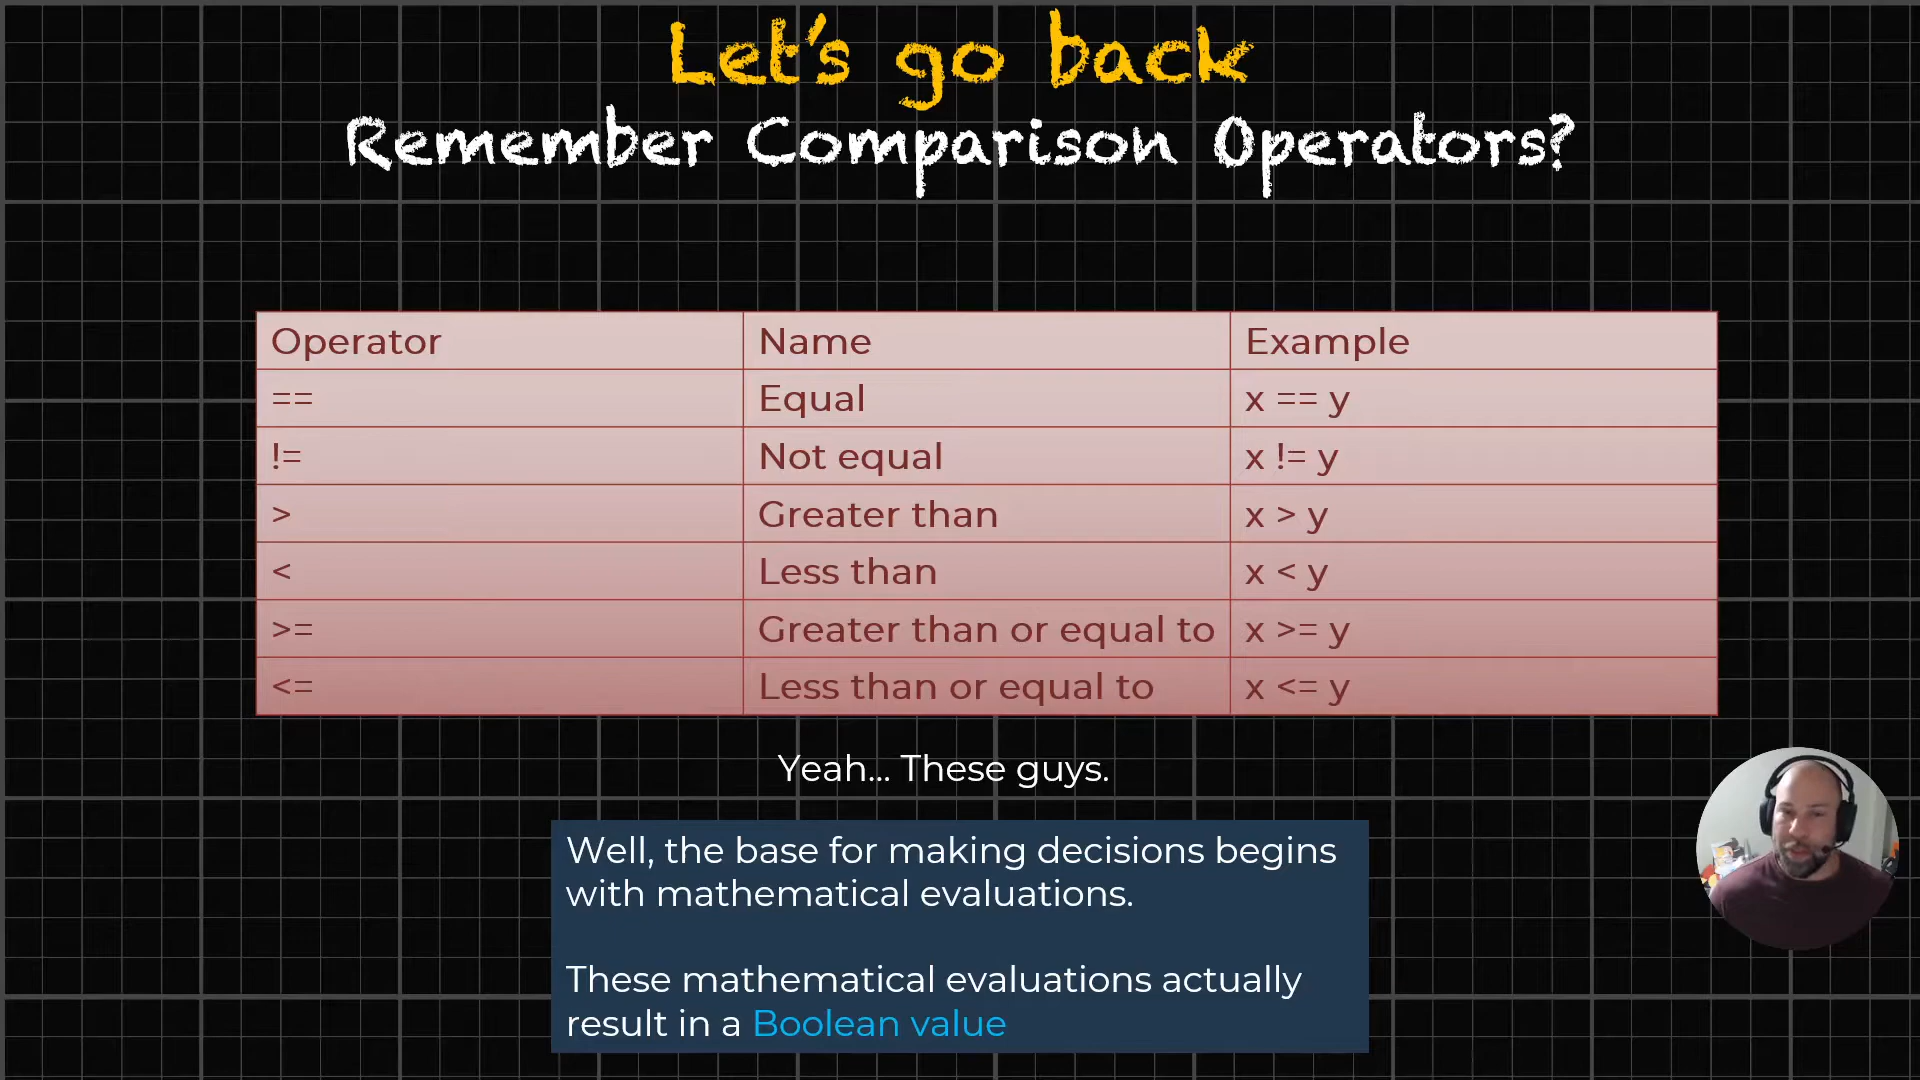 Let's go back
Remember Comparison Operators?
Operator Name Example
== Equal x == y
!= Not equal x != y
> Greater than x > y
< Less than x < y
>= Greater than or equal to x >= y
<= Less than or equal to x <= y
Yeah... These guys.
Well, the base for making decisions begins
with mathematical evaluations.
These mathematical evaluations actually
result in a Boolean value